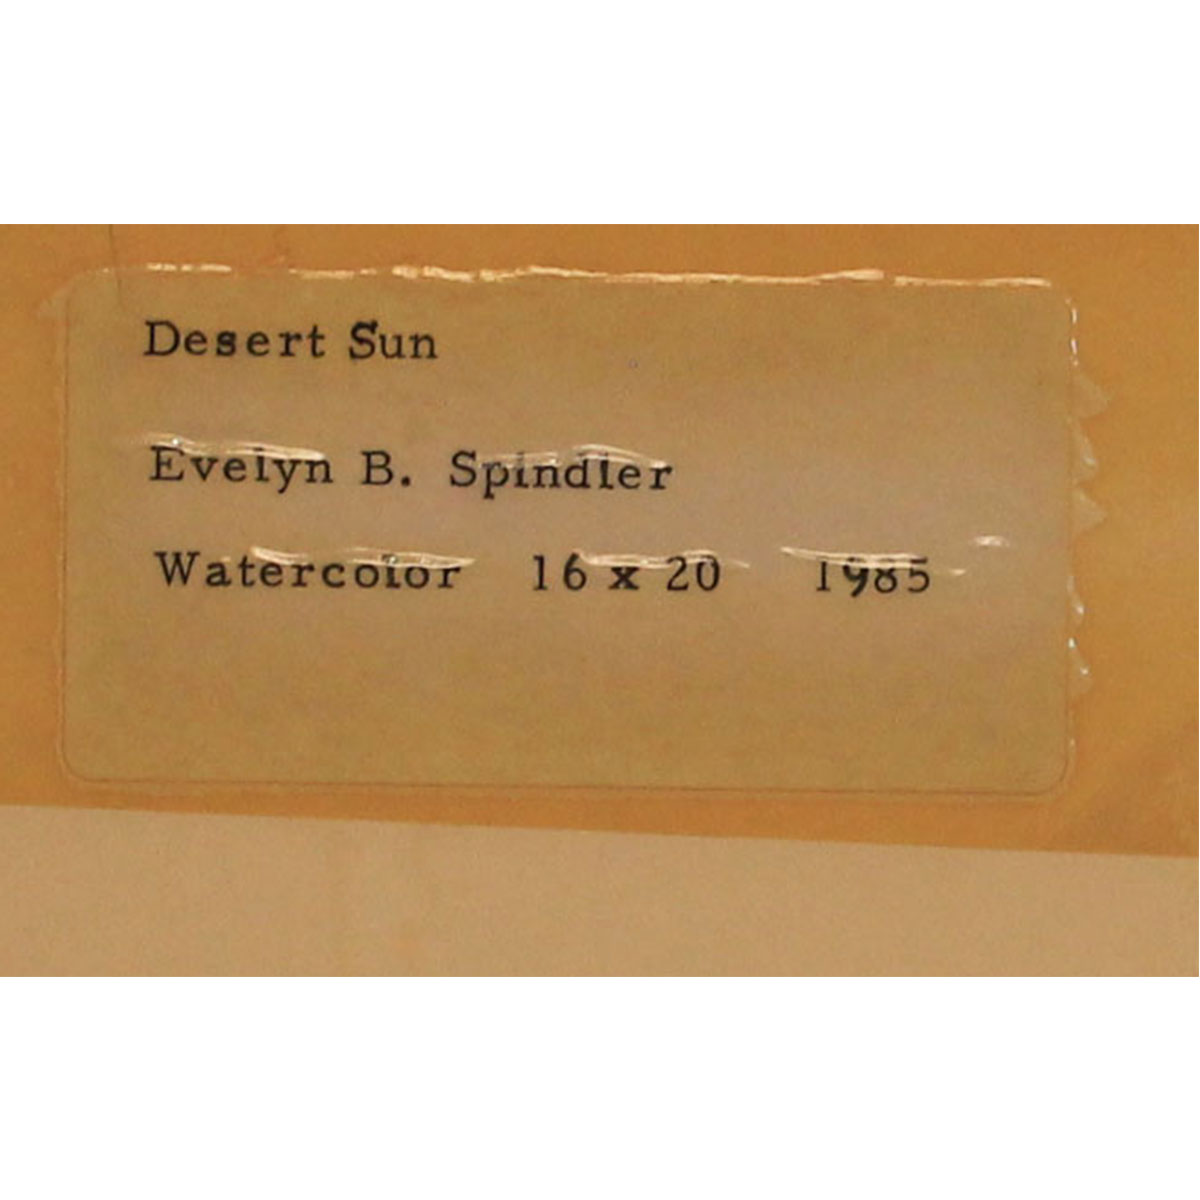 Desert Sun
Evelyn B. Spindler
Watercolor 16 x 20 1985